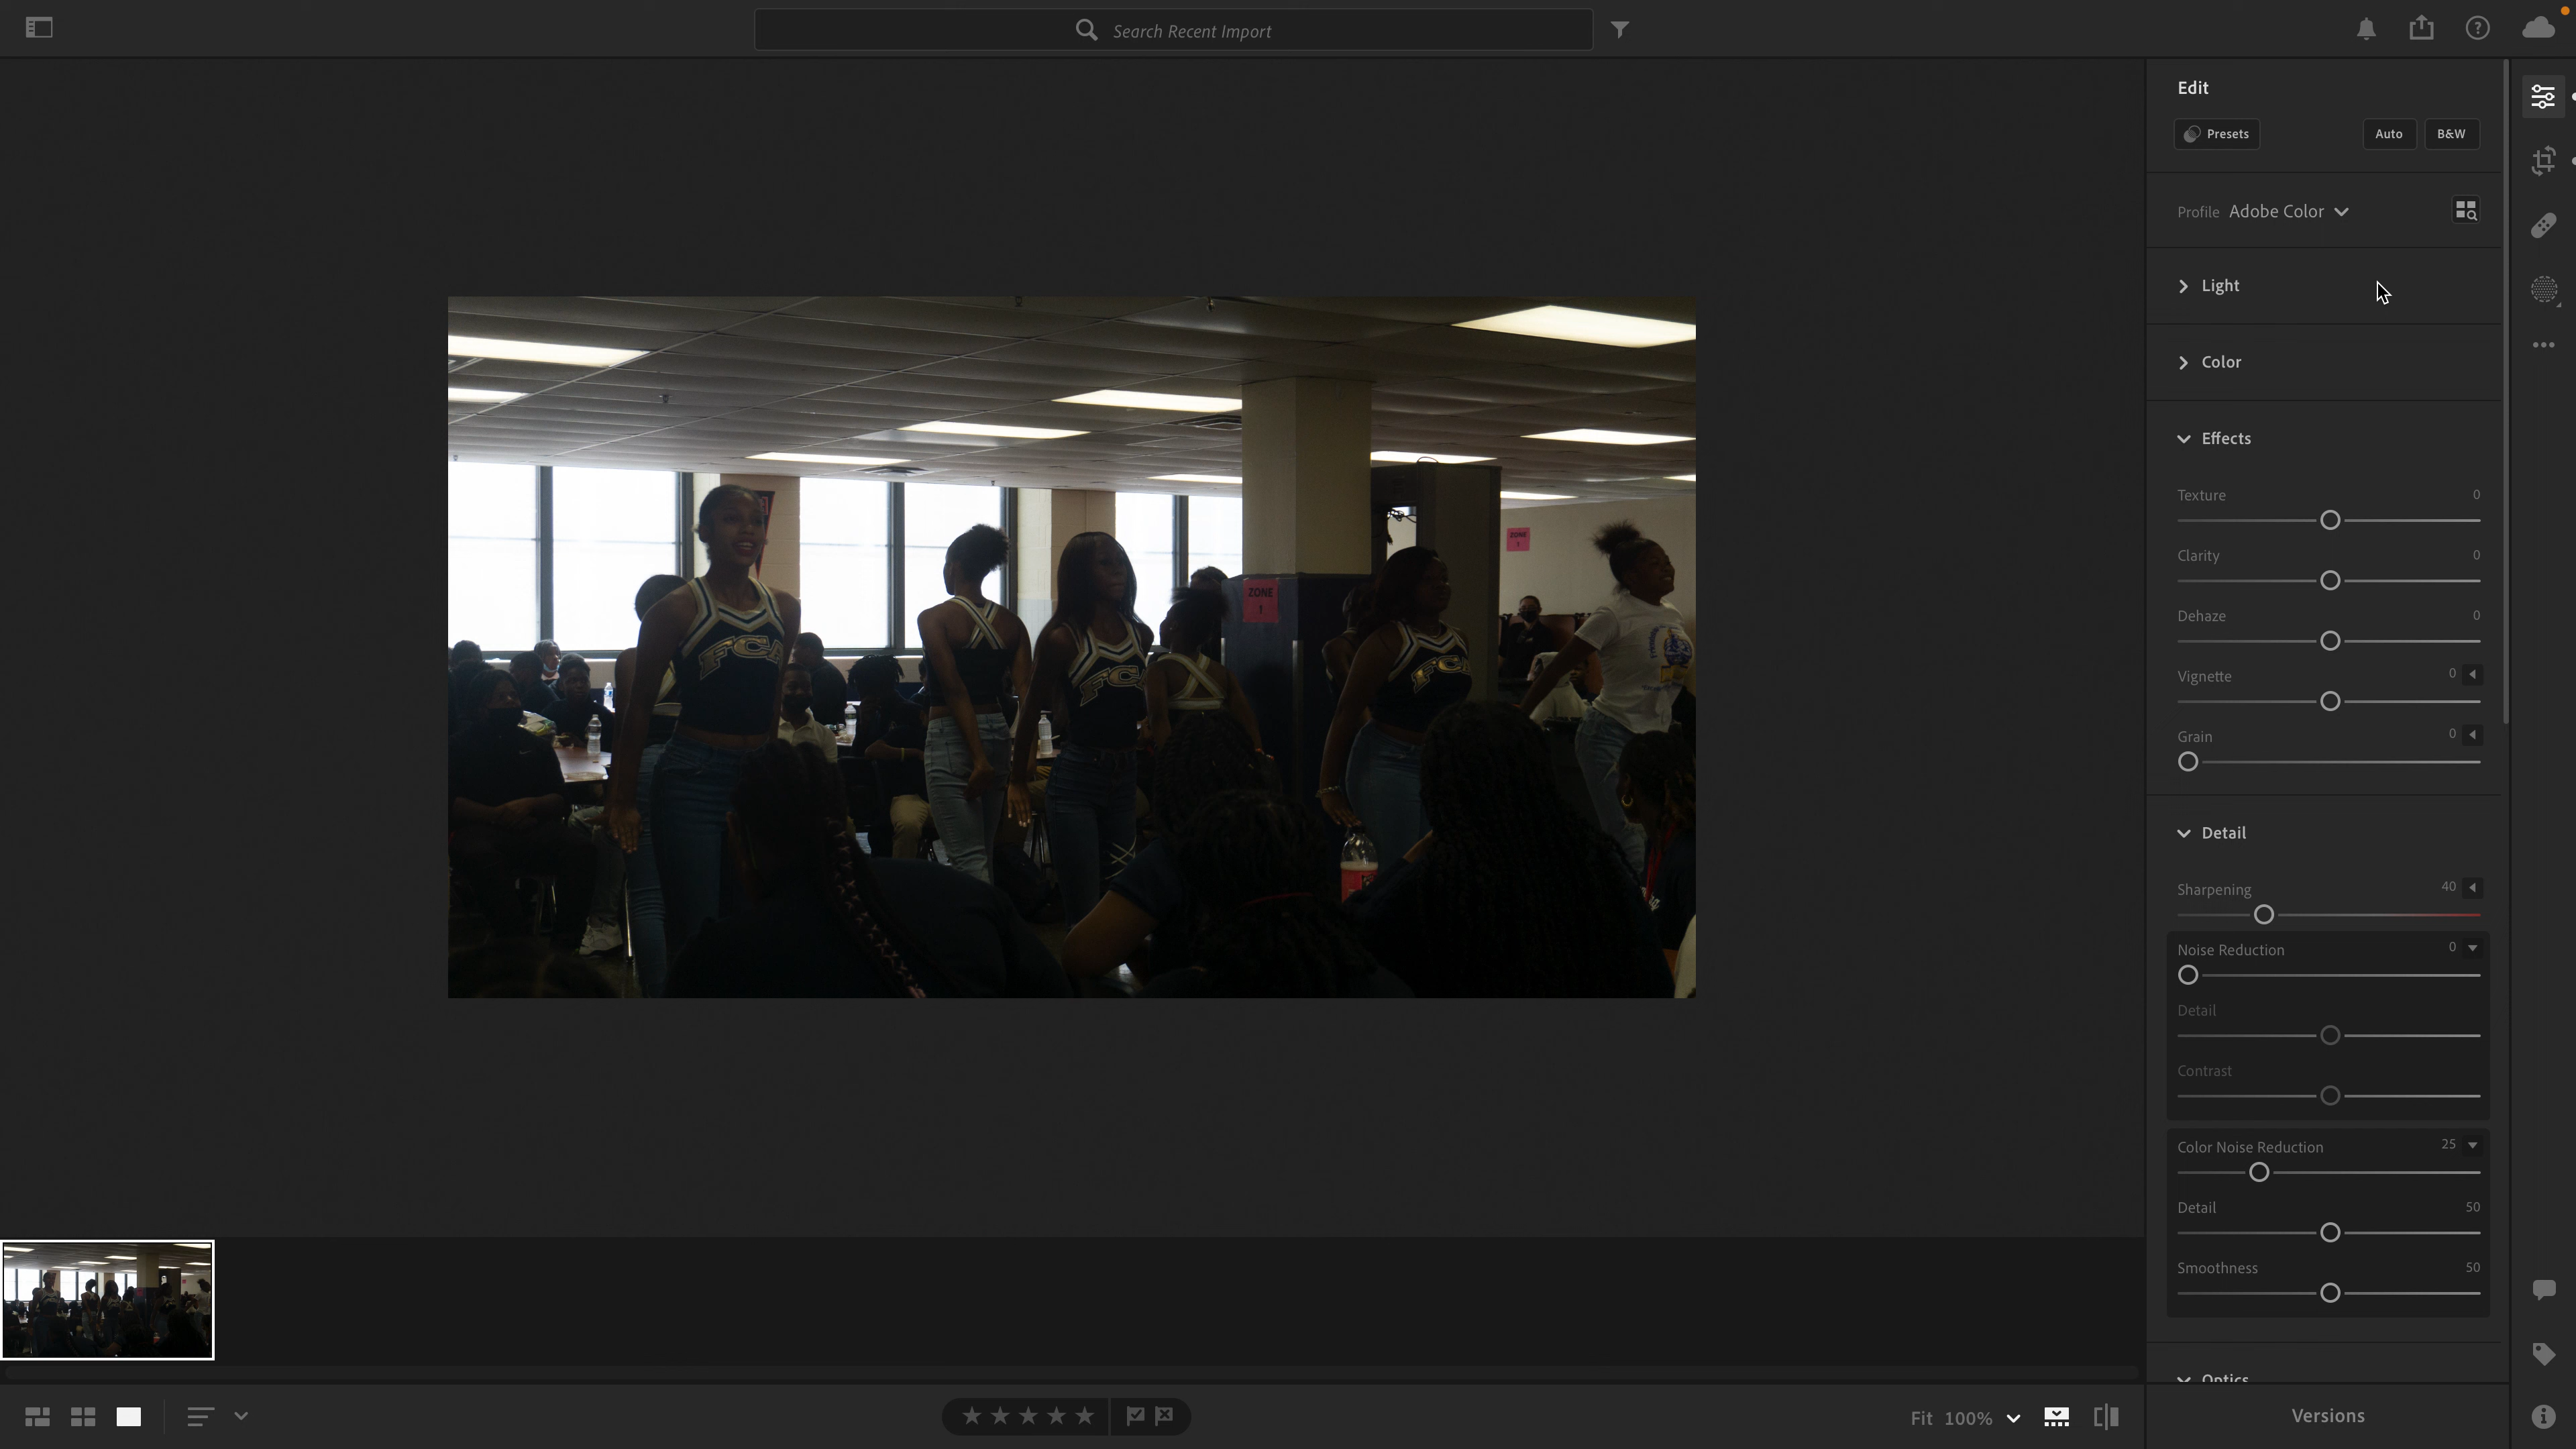 Search Recent Import
Edit
Presets
Auto
B&W
Profile Adobe Color
Light
Color
Effects
Texture 0
Clarity 0
Dehaze 0
Vignette 0
Grain 0
Detail
Sharpening 40
Noise Reduction 0
Detail
Contrast
Color Noise Reduction 25
Detail 50
Smoothness 50
Optics
FCA
FCA
FCA
ZONE
1
ZONE
Fit 100%
Versions